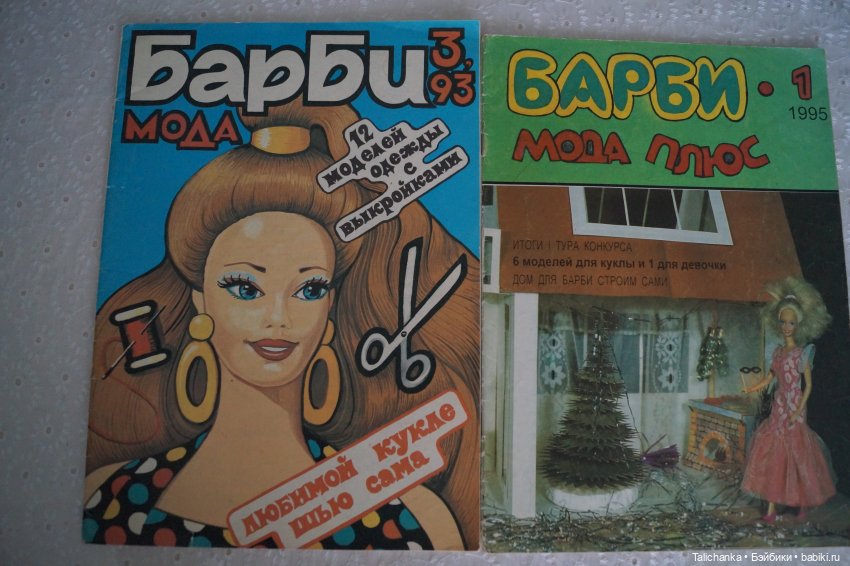 Барби 3,93
МОДА
12
моделей
одежды
с
выкройками
любимой кукле
шью сама
БАРБИ • 1
1995
МОДА ПЛЮС
ИТОГИ I ТУРА КОНКУРСА
6 моделей для куклы и 1 для девочки
ДОМ ДЛЯ БАРБИ СТРОИМ САМИ
Talichanka • Бэйбики • babiki.ru